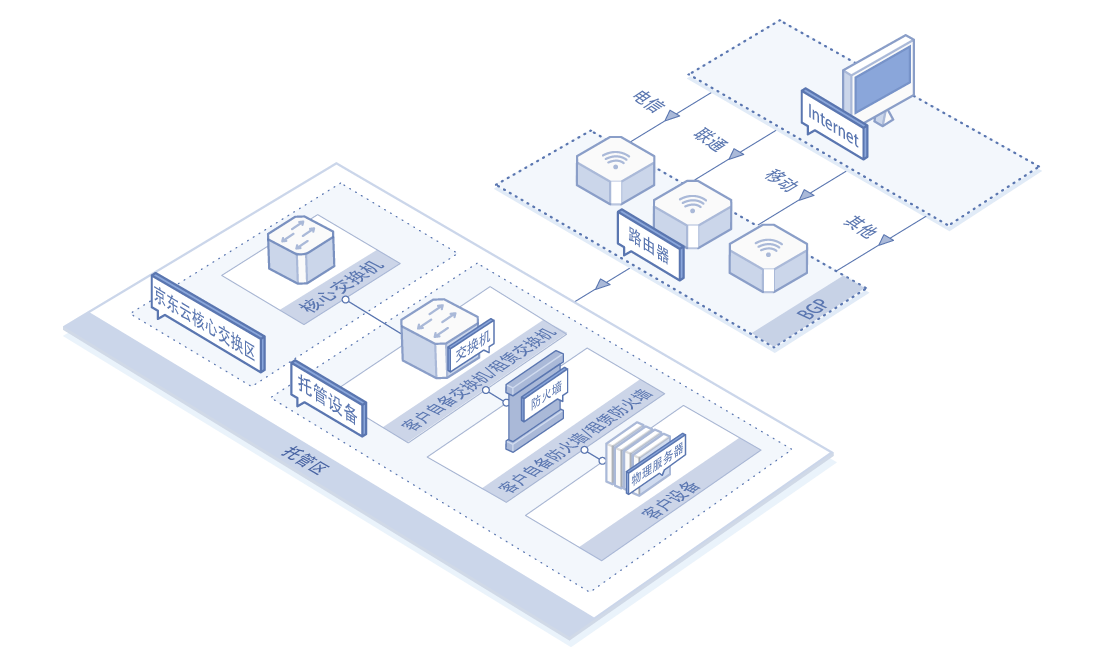 Internet
电信
联通
移动
其他
路由器
BGP
核心交换机
京东云核心交换区
交换机
客户自备交换机/租赁交换机
托管设备
防火墙
客户自备防火墙/租赁防火墙
物理服务器
客户设备
托管区